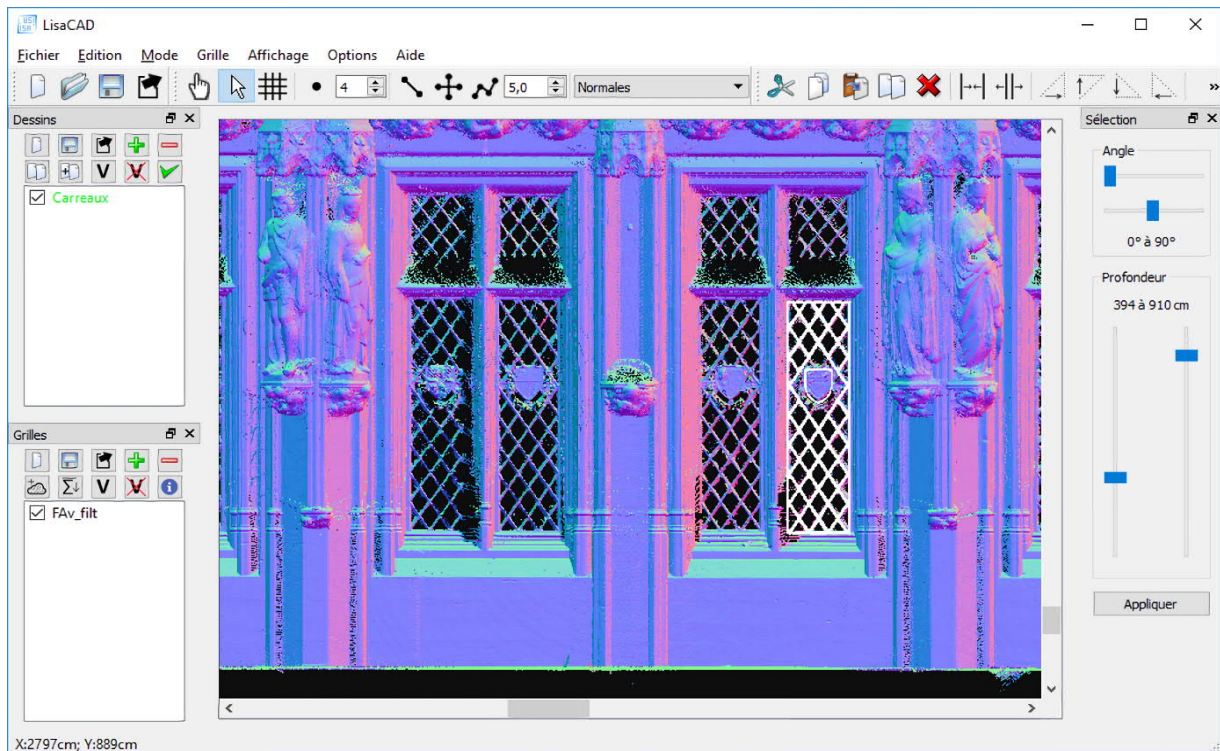 LisaCAD
Fichier Edition Mode Grille Affichage Options Aide
4 5,0 Normales »
Dessins
V
Carreaux
Grilles
V
FAv_filt
Sélection
Angle
0° à 90°
Profondeur
394 à 910 cm
Appliquer
X:2797cm; Y:889cm